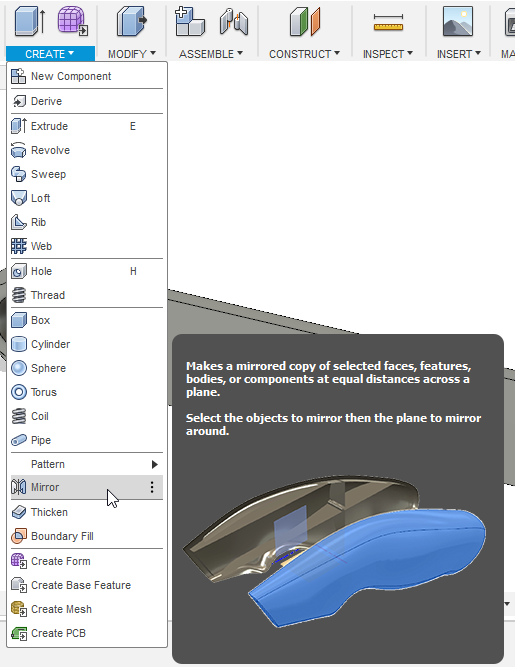 CREATE
MODIFY
ASSEMBLE
CONSTRUCT
INSPECT
INSERT
New Component
Derive
Extrude E
Revolve
Sweep
Loft
Rib
Web
Hole H
Thread
Box
Cylinder
Sphere
Torus
Coil
Pipe
Pattern
Mirror
Thicken
Boundary Fill
Create Form
Create Base Feature
Create Mesh
Create PCB
Makes a mirrored copy of selected faces, features,
bodies, or components at equal distances across a
plane.
Select the objects to mirror then the plane to mirror
around.